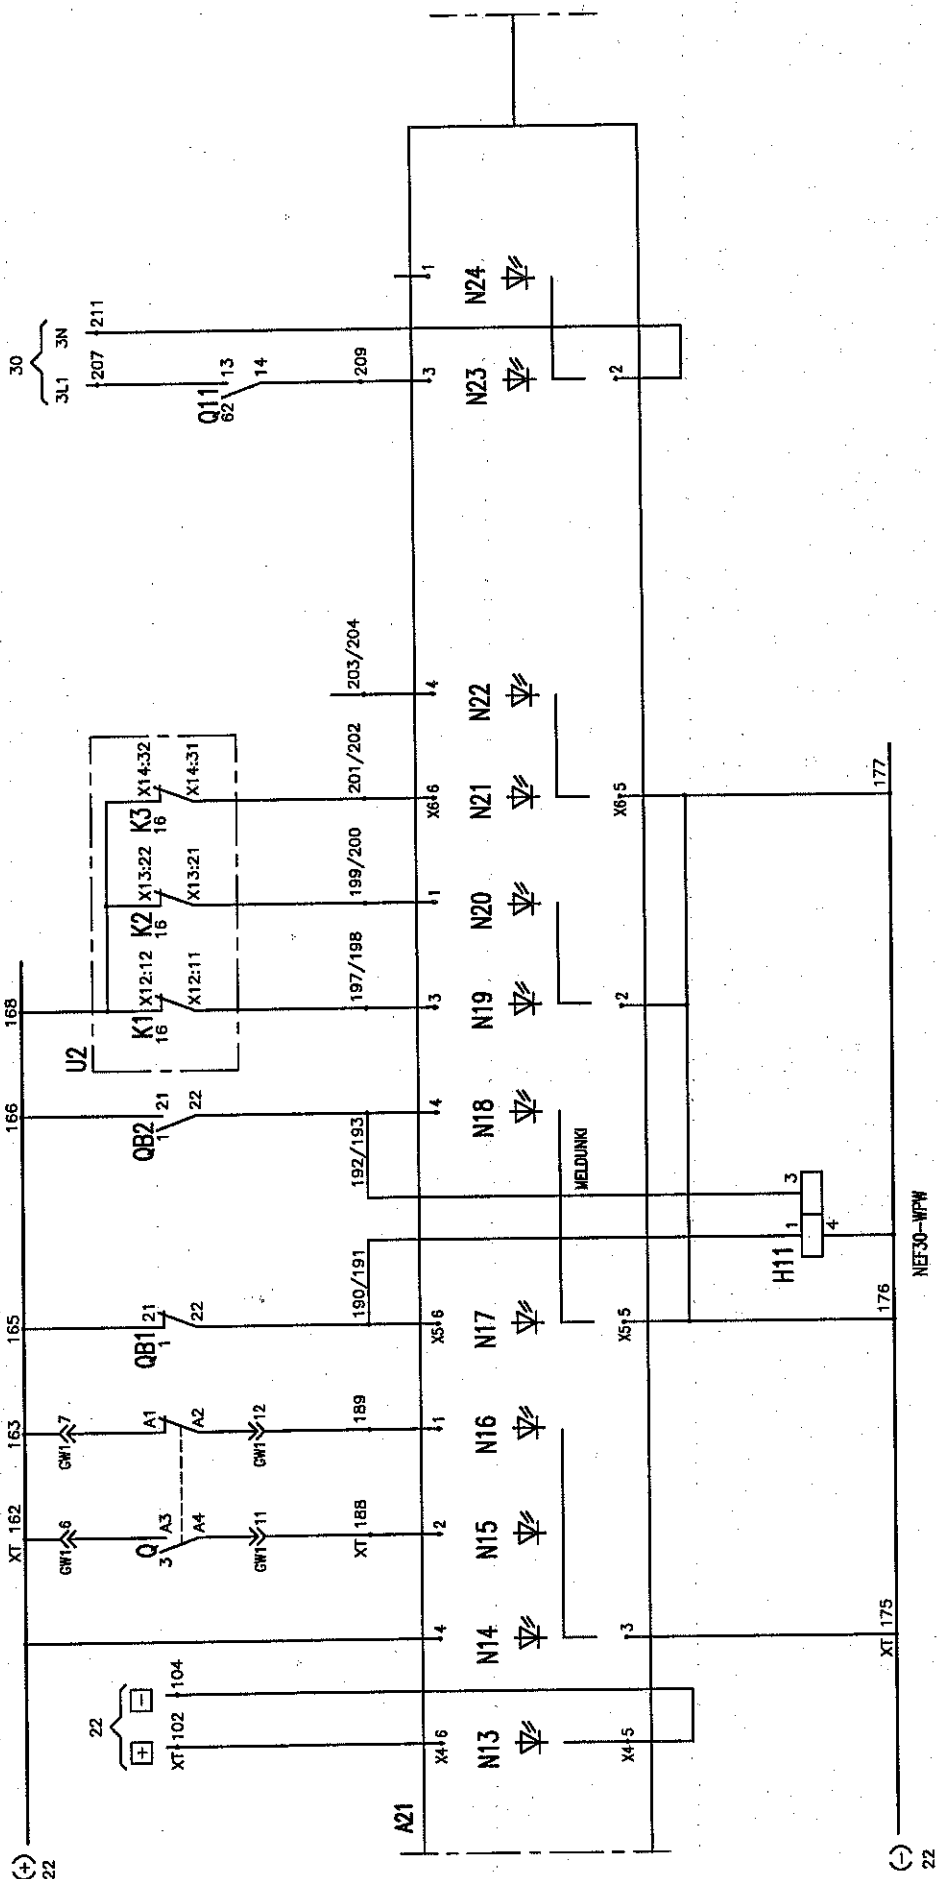 (+)
22
XT 162
163
165
166
168
22
+
-
XT 102
104
GW1 6
GW1 7
Q1
3
A3
A4
A1
A2
GW1 11
GW1 12
XT 188
189
QB1
1
21
22
190/191
QB2
1
21
22
192/193
U2
K1
16
X12:12
X12:11
197/198
K2
16
X13:22
X13:21
199/200
K3
16
X14:32
X14:31
201/202
203/204
30
3L1
3N
207
211
Q11
62
13
14
209
A21
X4 6
4
2
1
X5 6
4
3
1
X6 6
4
3
1
N13
N14
N15
N16
N17
N18
N19
N20
N21
N22
N23
N24
MELDUNKI
X4 5
3
X5 5
2
X6 5
2
H11
1
3
4
XT 175
176
177
(-)
22
NEF30-WPW